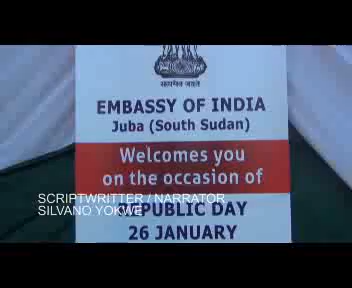 सत्यमेव जयते
EMBASSY OF INDIA
Juba (South Sudan)
Welcomes you
on the occasion of
SCRIPTWRITTER / NARRATOR
SILVANO YOKWE
REPUBLIC DAY
26 JANUARY